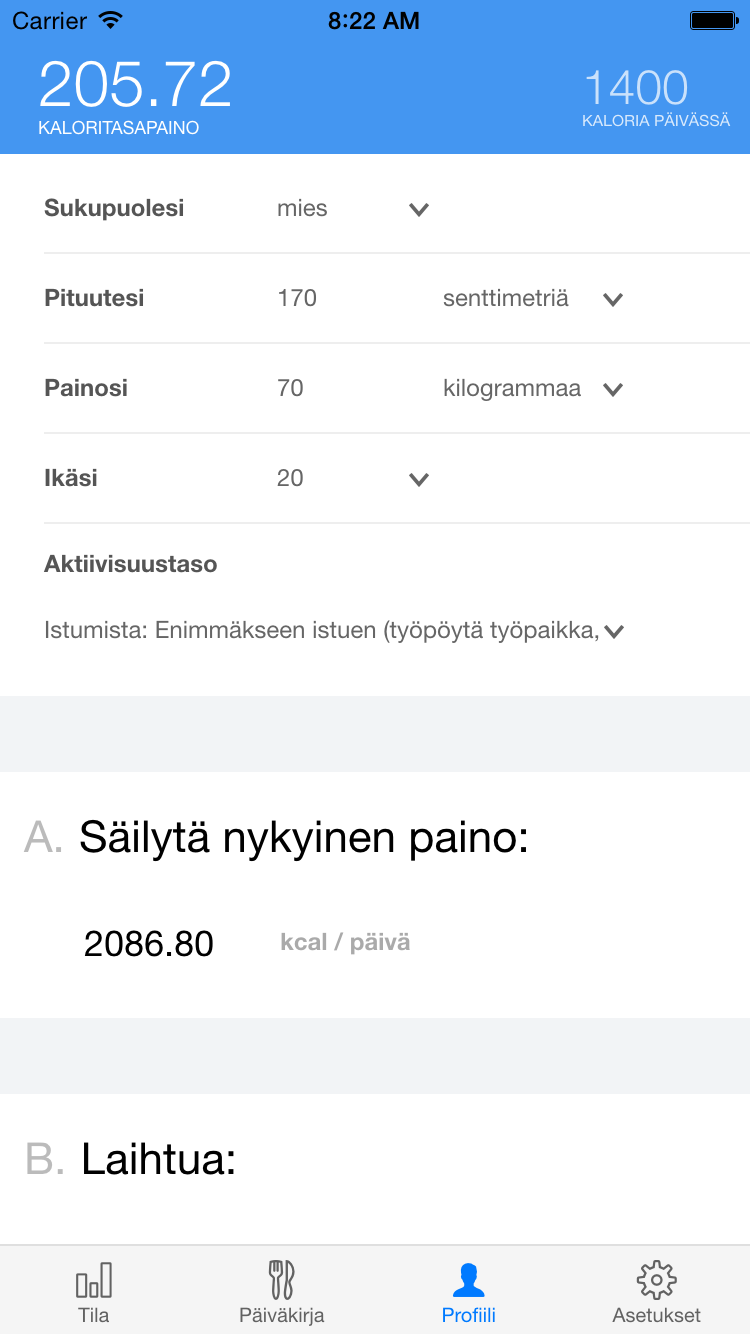 Carrier 8:22 AM
205.72 1400
KALORITASAPAINO KALORIA PÄIVÄSSÄ
Sukupuolesi mies
Pituutesi 170 senttimetriä
Painosi 70 kilogrammaa
Ikäsi 20
Aktiivisuustaso
Istumista: Enimmäkseen istuen (työpöytä työpaikka,
A. Säilytä nykyinen paino:
2086.80 kcal / päivä
B. Laihtua:
Tila Päiväkirja Profiili Asetukset